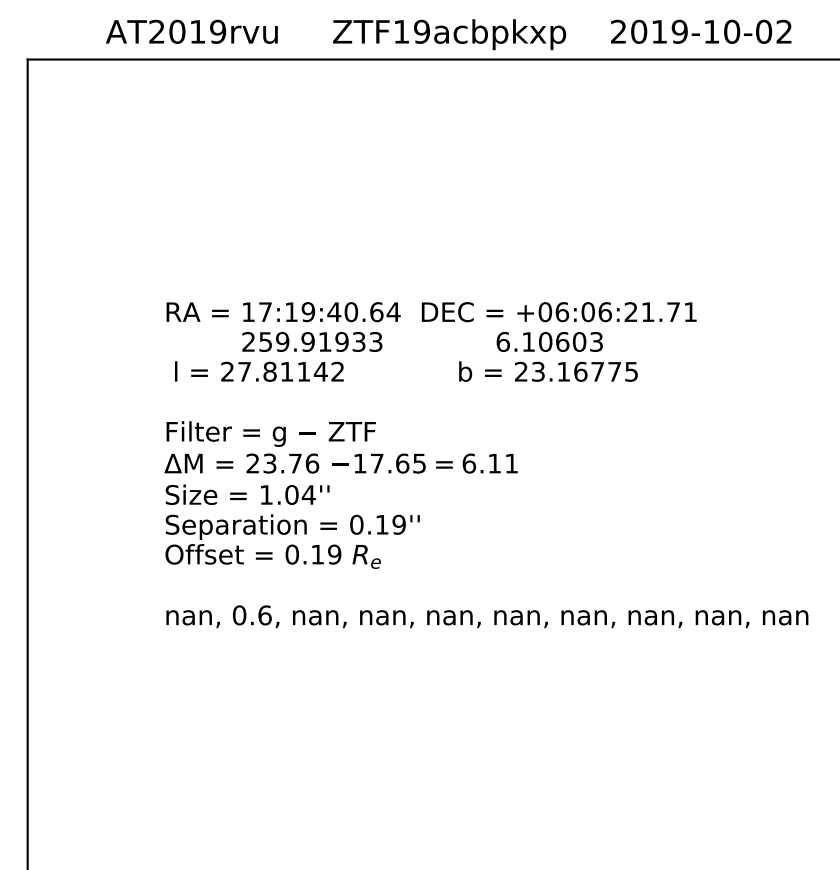 AT2019rvu ZTF19acbpkxp 2019-10-02
RA = 17:19:40.64 DEC = +06:06:21.71
259.91933 6.10603
l = 27.81142 b = 23.16775
Filter = g − ZTF
ΔM = 23.76 −17.65 = 6.11
Size = 1.04''
Separation = 0.19''
Offset = 0.19 Re
nan, 0.6, nan, nan, nan, nan, nan, nan, nan, nan